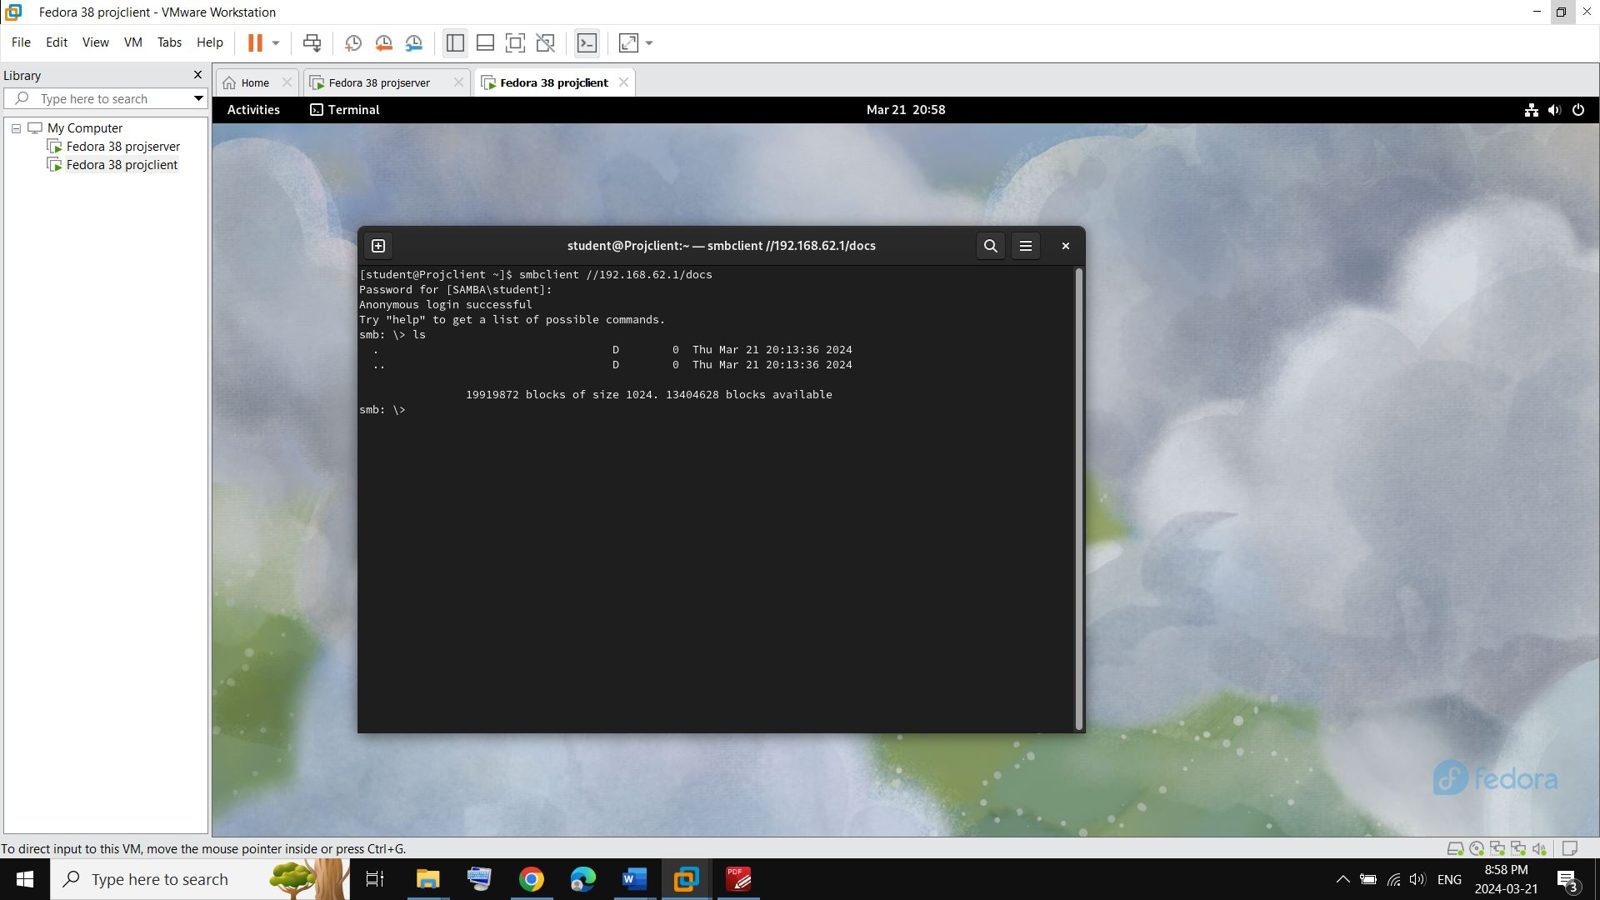 Fedora 38 projclient - VMware Workstation
File Edit View VM Tabs Help
Library
Type here to search
My Computer
Fedora 38 projserver
Fedora 38 projclient
Home
Fedora 38 projserver
Fedora 38 projclient
Activities
Terminal
Mar 21 20:58
student@Projclient:~ — smbclient //192.168.62.1/docs
[student@Projclient ~]$ smbclient //192.168.62.1/docs
Password for [SAMBA\student]:
Anonymous login successful
Try "help" to get a list of possible commands.
smb: \> ls
. D 0 Thu Mar 21 20:13:36 2024
.. D 0 Thu Mar 21 20:13:36 2024
19919872 blocks of size 1024. 13404628 blocks available
smb: \>
fedora
To direct input to this VM, move the mouse pointer inside or press Ctrl+G.
Type here to search
W
PDF
ENG
8:58 PM
2024-03-21
3